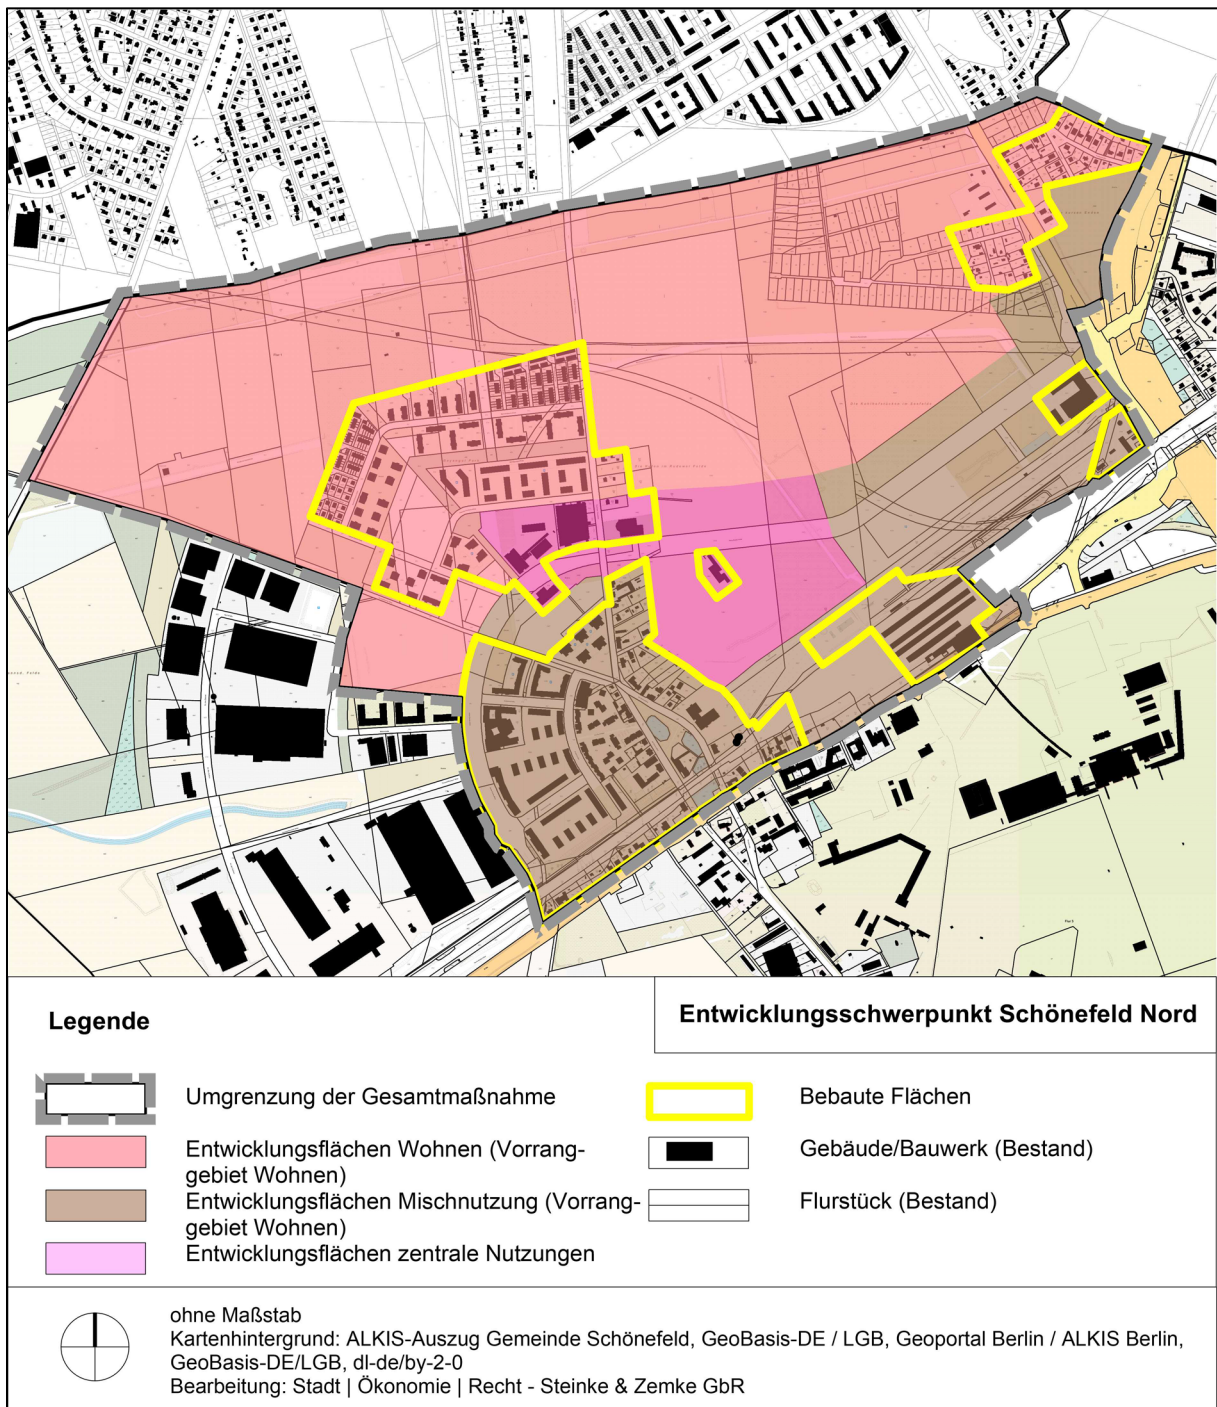 Legende
Entwicklungsschwerpunkt Schönefeld Nord
Umgrenzung der Gesamtmaßnahme
Entwicklungsflächen Wohnen (Vorrang-
gebiet Wohnen)
Entwicklungsflächen Mischnutzung (Vorrang-
gebiet Wohnen)
Entwicklungsflächen zentrale Nutzungen
Bebaute Flächen
Gebäude/Bauwerk (Bestand)
Flurstück (Bestand)
ohne Maßstab
Kartenhintergrund: ALKIS-Auszug Gemeinde Schönefeld, GeoBasis-DE / LGB, Geoportal Berlin / ALKIS Berlin,
GeoBasis-DE/LGB, dl-de/by-2-0
Bearbeitung: Stadt | Ökonomie | Recht - Steinke & Zemke GbR